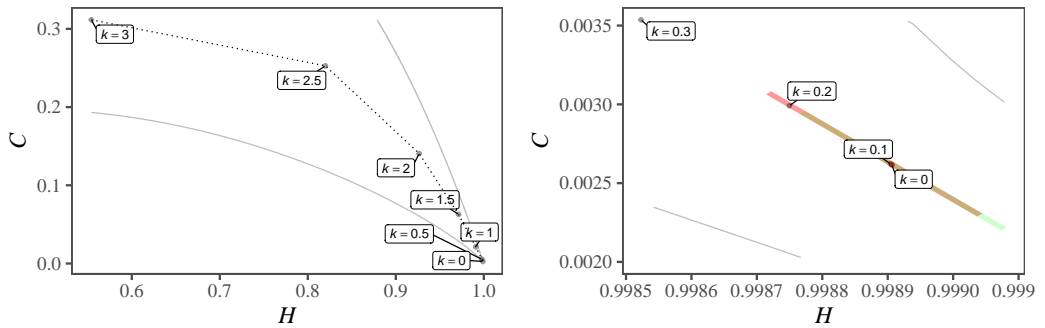 0.3
0.2
0.1
0.0
C
k = 3
k = 2.5
k = 2
k = 1.5
k = 1
k = 0.5
k = 0
0.6
0.7
0.8
0.9
1.0
H
0.0035
0.0030
0.0025
0.0020
C
k = 0.3
k = 0.2
k = 0.1
k = 0
0.9985
0.9986
0.9987
0.9988
0.9989
0.9990
0.999
H